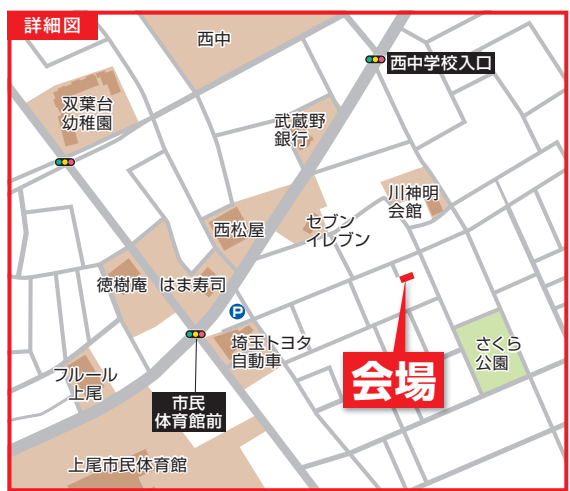 詳細図
西中
西中学校入口
双葉台
幼稚園
武蔵野
銀行
川神明
会館
西松屋
セブン
イレブン
徳樹庵
はま寿司
P
埼玉トヨタ
自動車
さくら
公園
会場
フルール
上尾
市民
体育館前
上尾市民体育館